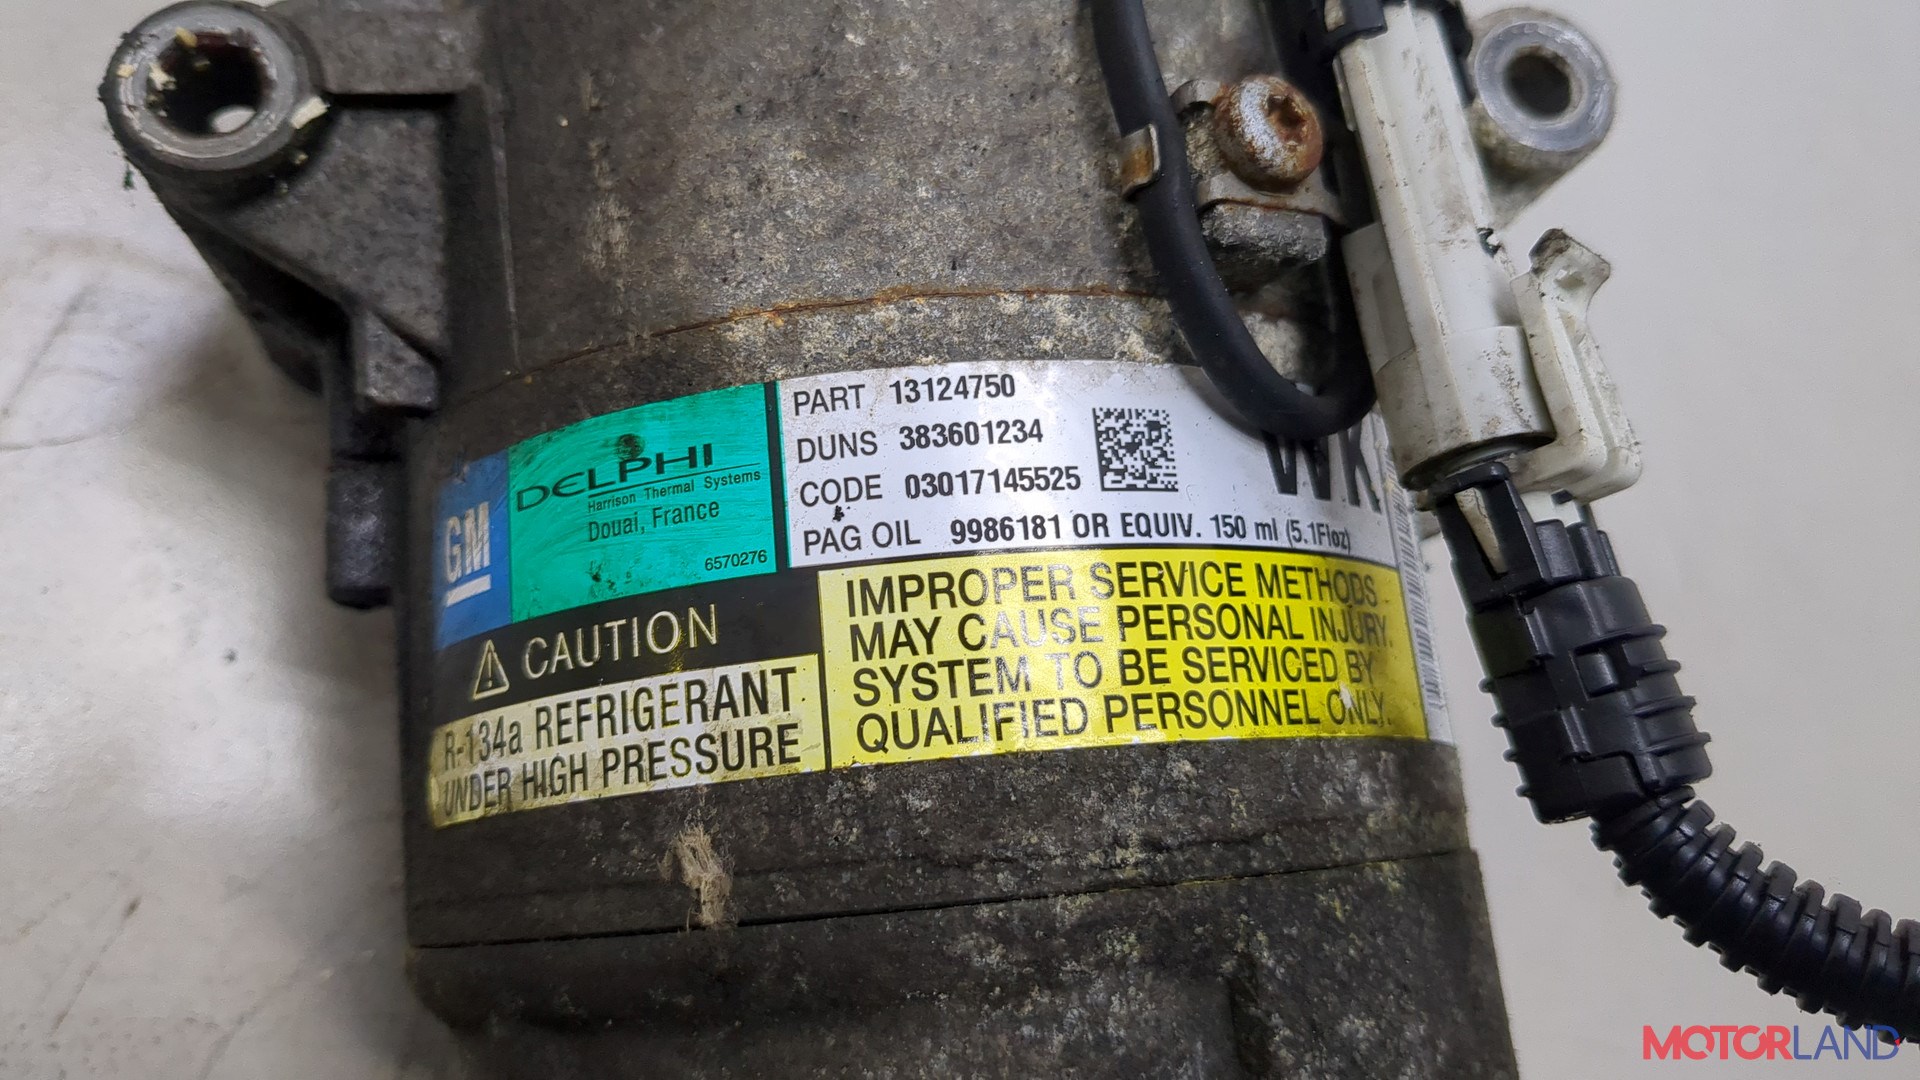 GM
DELPHI
Harrison Thermal Systems
Douai, France
6570276
PART 13124750
DUNS 383601234
CODE 03017145525
PAG OIL 9986181 OR EQUIV. 150 ml (5.1Floz)
WK
CAUTION
R-134a REFRIGERANT
UNDER HIGH PRESSURE
IMPROPER SERVICE METHODS
MAY CAUSE PERSONAL INJURY.
SYSTEM TO BE SERVICED BY
QUALIFIED PERSONNEL ONLY.
MOTORLAND